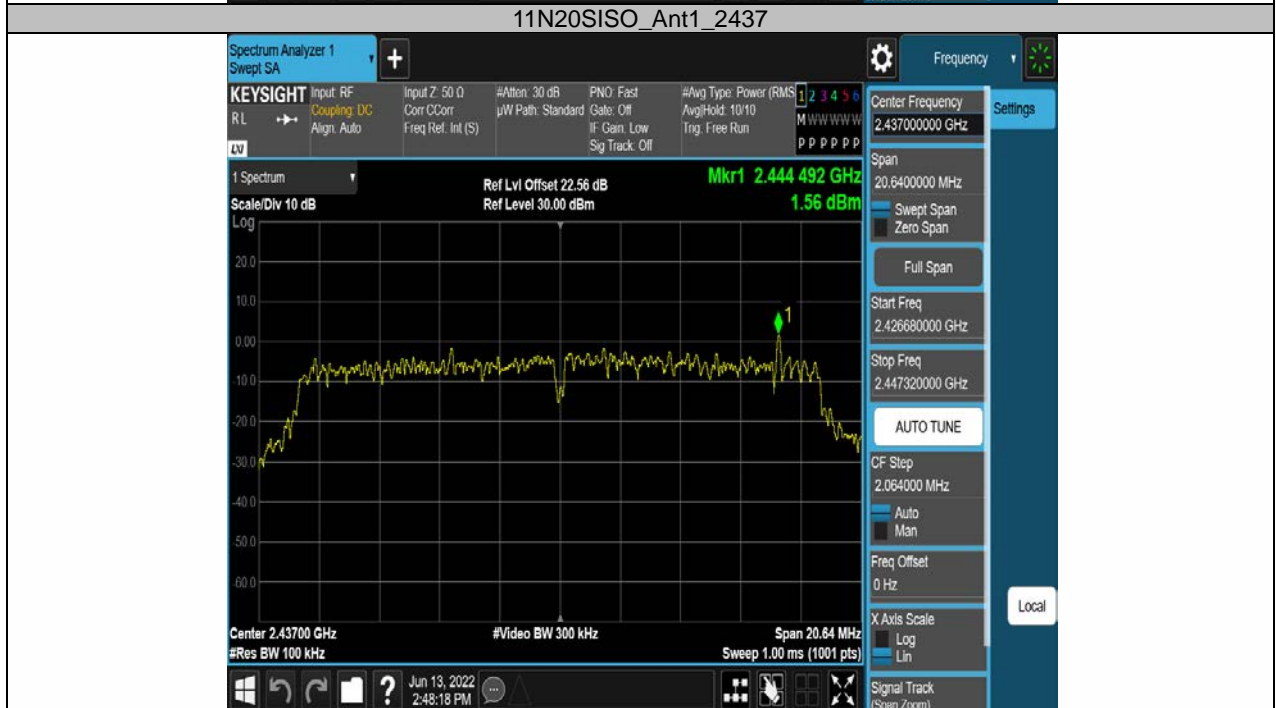 11N20SISO_Ant1_2437
Spectrum Analyzer 1
Swept SA
+
Frequency
KEYSIGHT
RL
LXI
Input: RF
Coupling: DC
Align: Auto
Input Z: 50 Ω
Corr CCorr
Freq Ref: Int (S)
#Atten: 30 dB
µW Path: Standard
PNO: Fast
Gate: Off
IF Gain: Low
Sig Track: Off
#Avg Type: Power (RMS
Avg|Hold: 10/10
Trig: Free Run
1 2 3 4 5 6
M W W W W W
P P P P P P
Center Frequency
2.437000000 GHz
Settings
Span
20.6400000 MHz
Swept Span
Zero Span
Full Span
Start Freq
2.426680000 GHz
Stop Freq
2.447320000 GHz
AUTO TUNE
CF Step
2.064000 MHz
Auto
Man
Freq Offset
0 Hz
X Axis Scale
Log
Lin
Signal Track
(Span Zoom)
Local
1 Spectrum
Scale/Div 10 dB
Ref Lvl Offset 22.56 dB
Ref Level 30.00 dBm
Mkr1 2.444 492 GHz
1.56 dBm
Log
20.0
10.0
0.00
-10.0
-20.0
-30.0
-40.0
-50.0
-60.0
1
Center 2.43700 GHz
#Video BW 300 kHz
Span 20.64 MHz
#Res BW 100 kHz
Sweep 1.00 ms (1001 pts)
?
Jun 13, 2022
2:48:18 PM